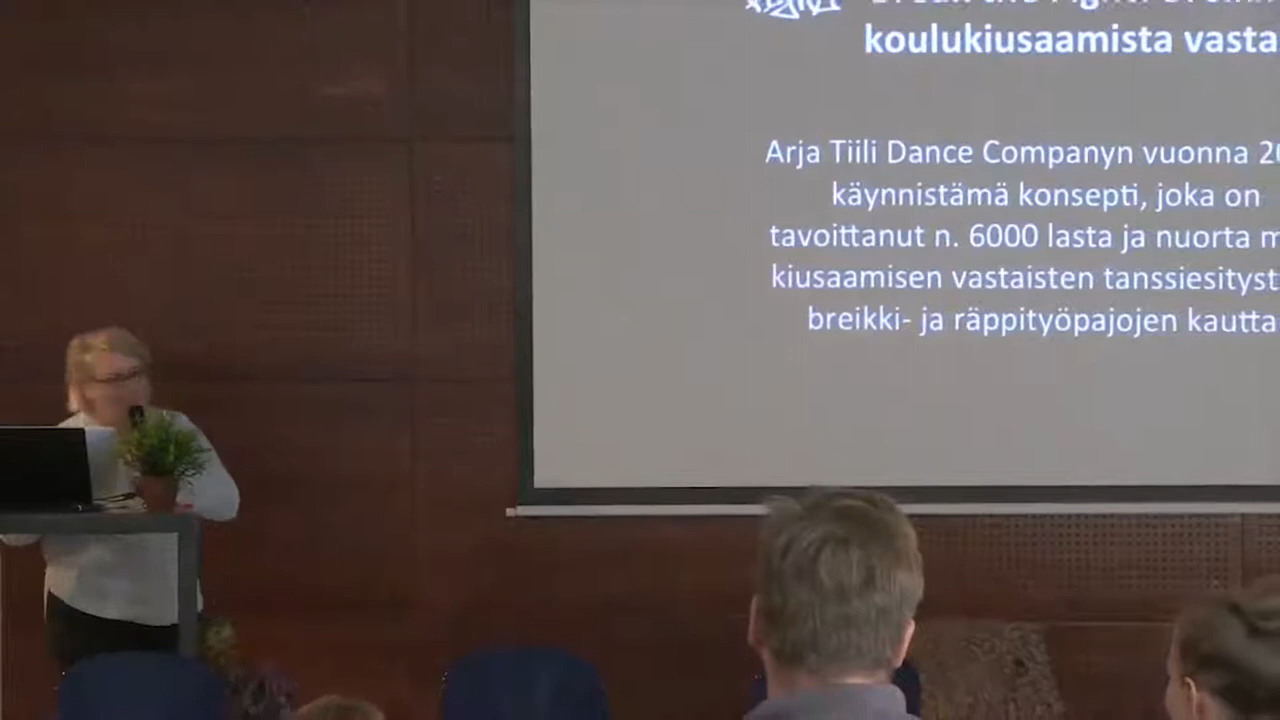 koulukiusaamista vasta
Arja Tiili Dance Companyn vuonna 20
käynnistämä konsepti, joka on
tavoittanut n. 6000 lasta ja nuorta m
kiusaamisen vastaisten tanssiesityst
breikki- ja räppityöpajojen kautta